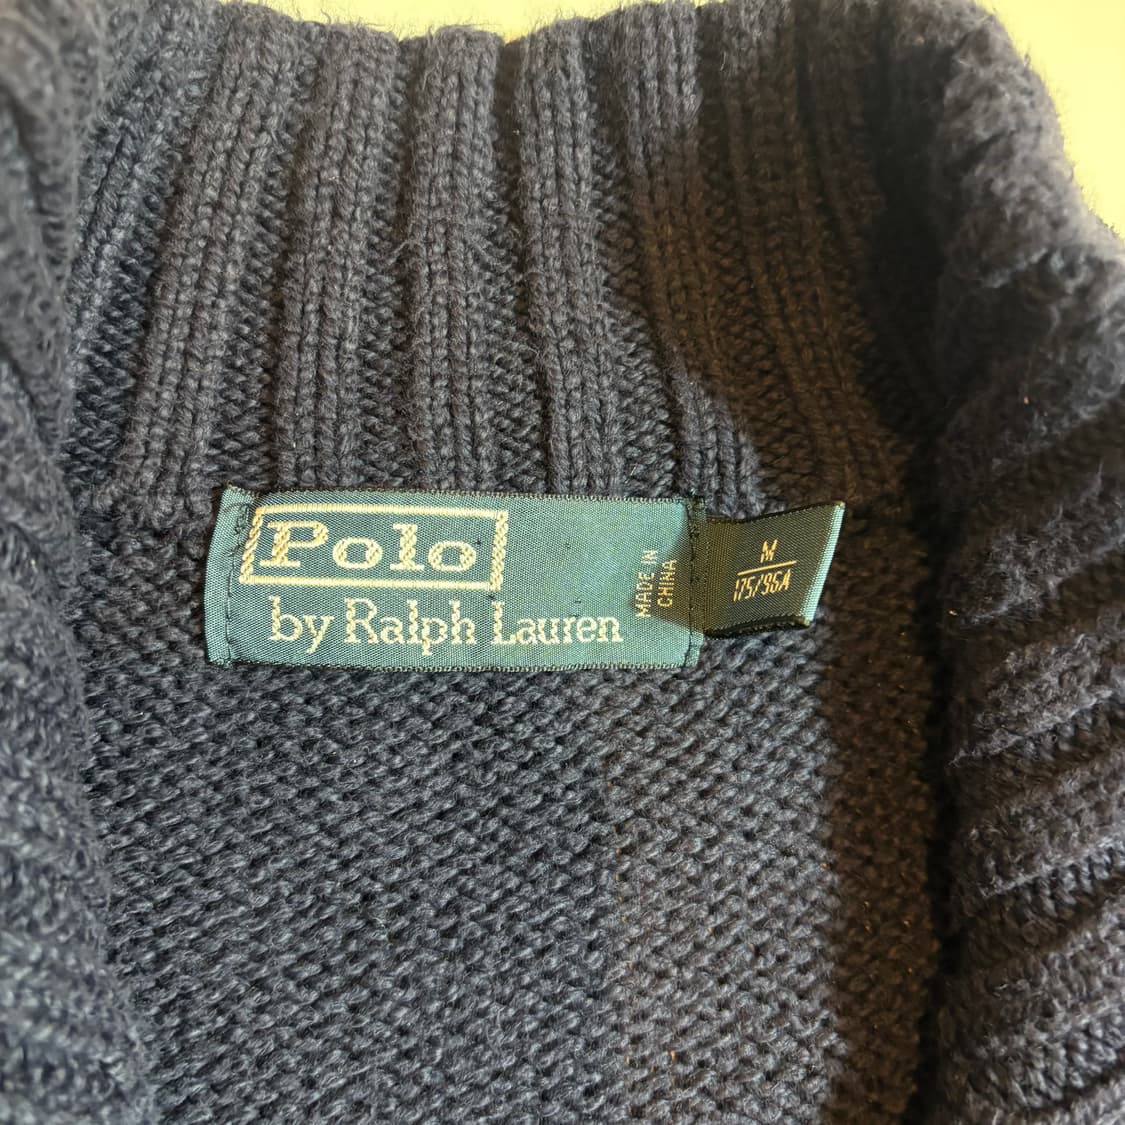 Polo
by Ralph Lauren
MADE IN
CHINA
M
175/96A